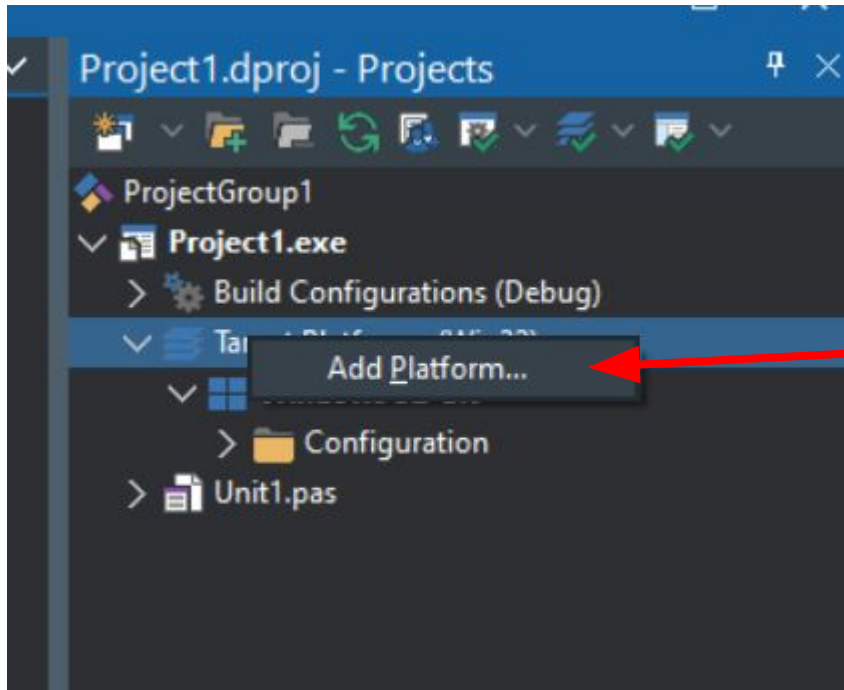 Project1.dproj - Projects
ProjectGroup1
Project1.exe
Build Configurations (Debug)
Add Platform...
Configuration
Unit1.pas